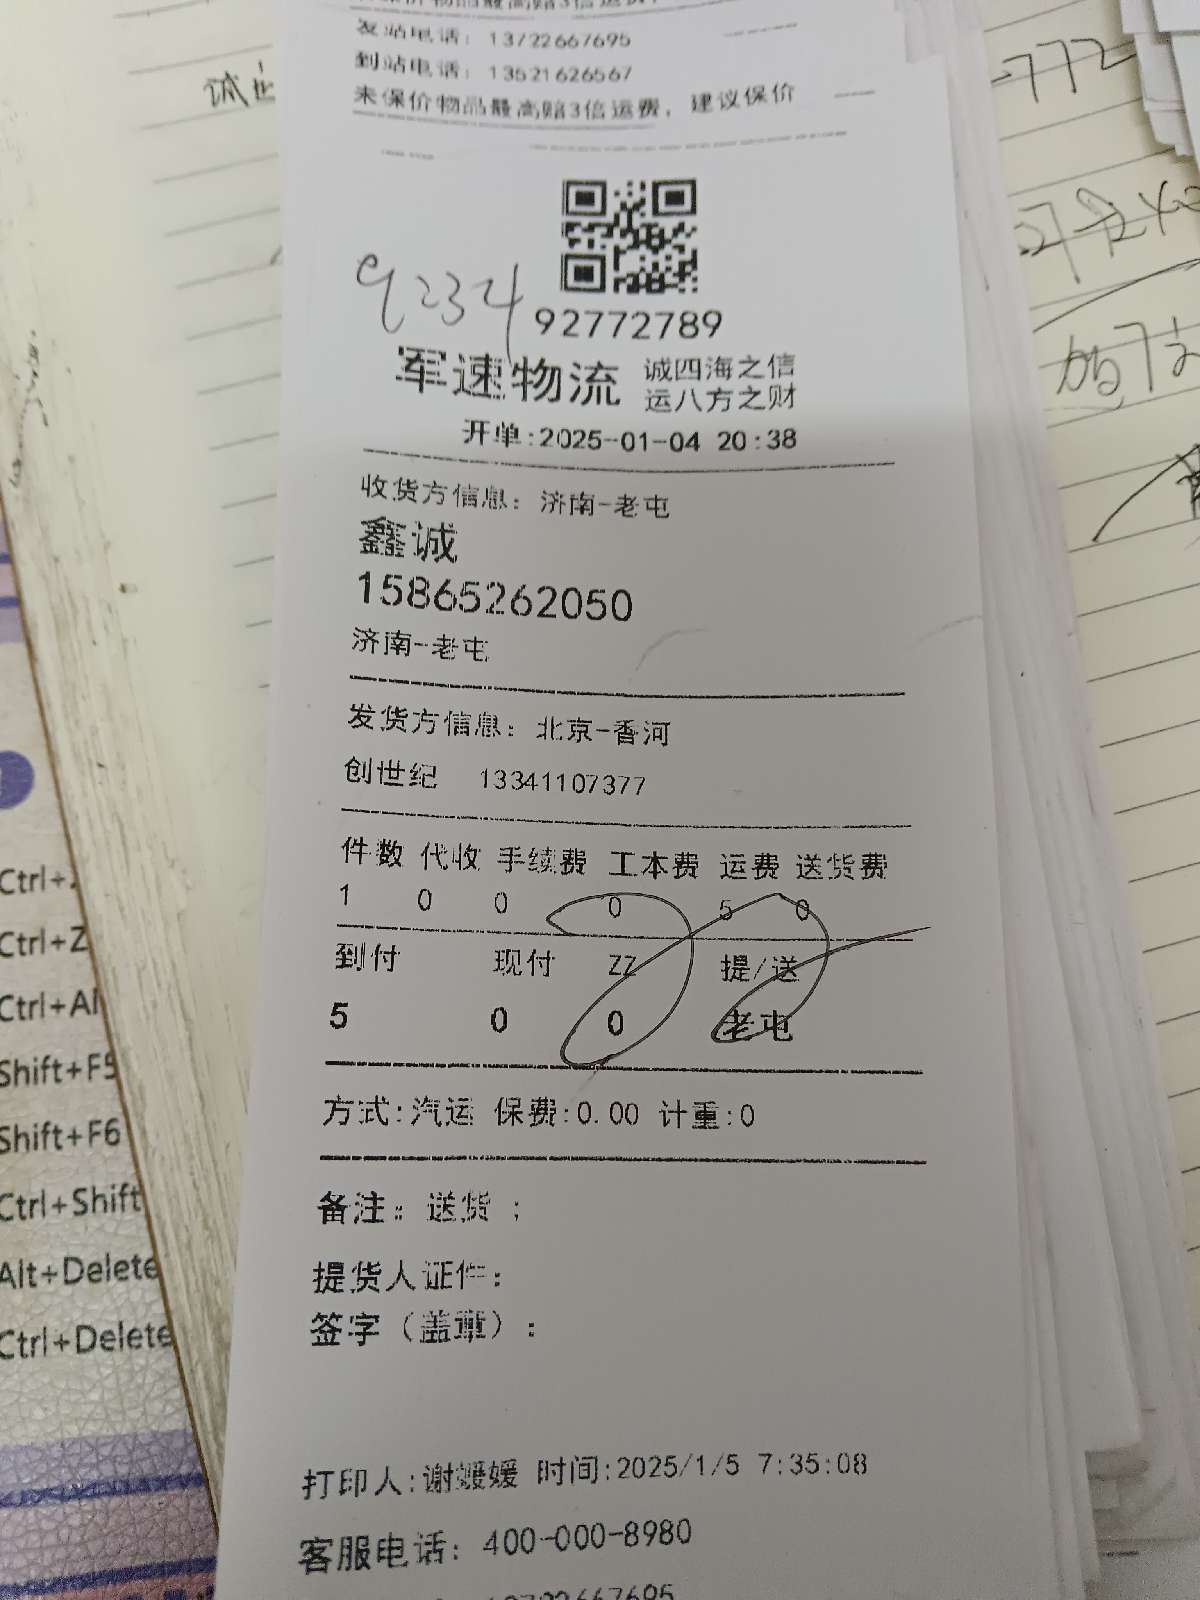 发站电话: 13722667695
到站电话: 13521626567
未保价物品最高赔3倍运费, 建议保价
诚
772
9234
92772789
军速物流 诚四海之信
运八方之财
开单:2025-01-04 20:38
收货方信息: 济南-老屯
鑫诚
15865262050
济南-老屯
发货方信息: 北京-香河
创世纪 13341107377
件数 代收 手续费 工本费 运费 送货费
1 0 0 0 5 0
到付 现付 ZZ 提/送
5 0 0 老屯
方式:汽运 保费:0.00 计重:0
备注: 送货 ;
提货人证件:
签字（盖章）:
打印人:谢媛媛 时间:2025/1/5 7:35:08
客服电话: 400-000-8980
13722667695
Ctrl+
Ctrl+Z
Ctrl+Al
Shift+F5
Shift+F6
Ctrl+Shift
Alt+Delete
Ctrl+Delete